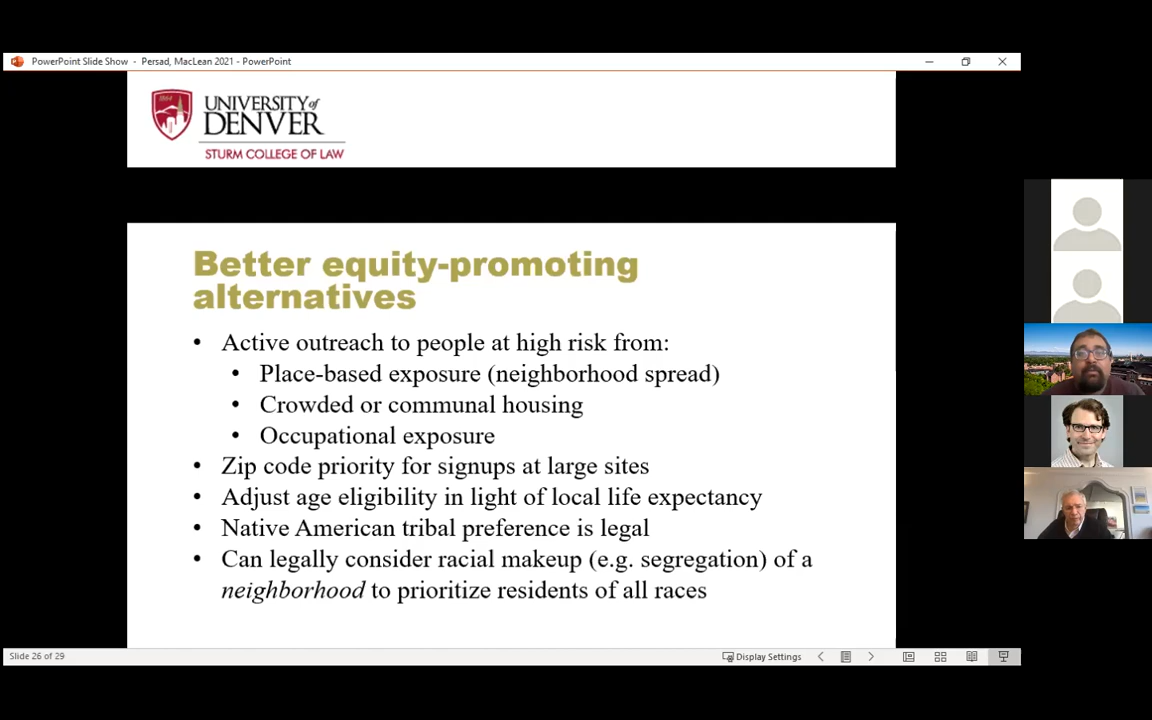 PowerPoint Slide Show - Persad, MacLean 2021 - PowerPoint
UNIVERSITY of
DENVER
STURM COLLEGE OF LAW
Better equity-promoting
alternatives
• Active outreach to people at high risk from:
• Place-based exposure (neighborhood spread)
• Crowded or communal housing
• Occupational exposure
• Zip code priority for signups at large sites
• Adjust age eligibility in light of local life expectancy
• Native American tribal preference is legal
• Can legally consider racial makeup (e.g. segregation) of a
neighborhood to prioritize residents of all races
Slide 26 of 29
Display Settings